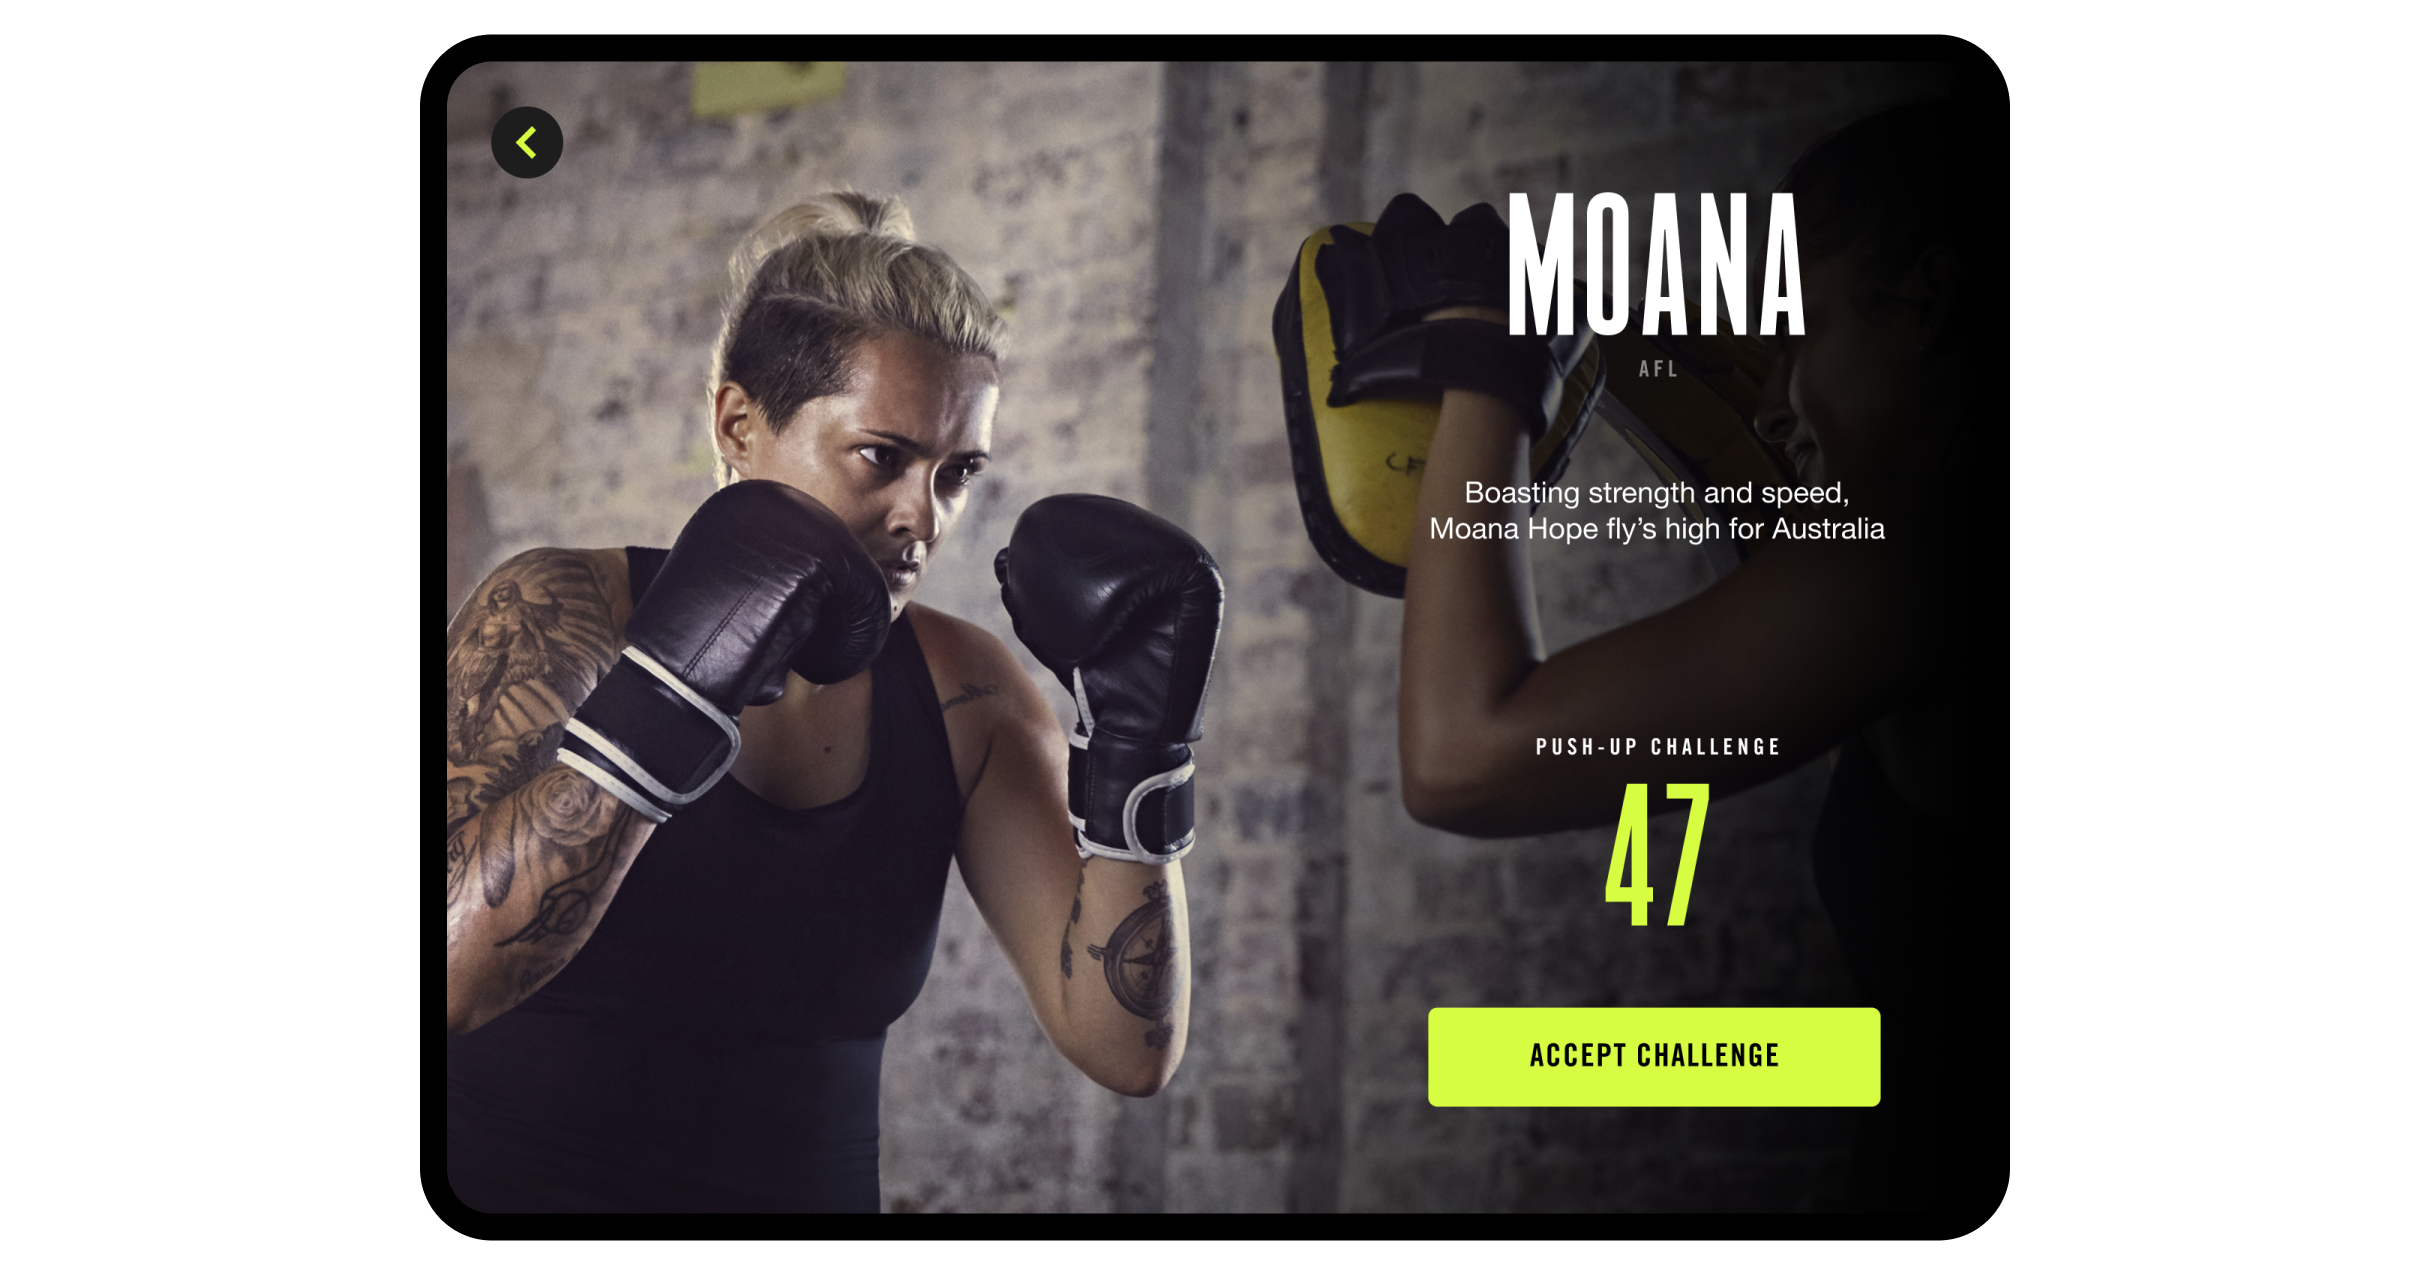 MOANA
AFL
Boasting strength and speed,
Moana Hope fly’s high for Australia
PUSH-UP CHALLENGE
47
ACCEPT CHALLENGE